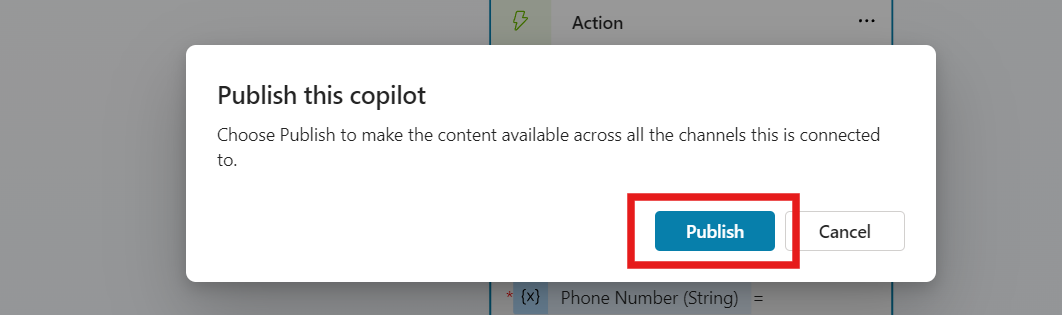 Action
Publish this copilot
Choose Publish to make the content available across all the channels this is connected
to.
Publish
Cancel
* {x} Phone Number (String) =